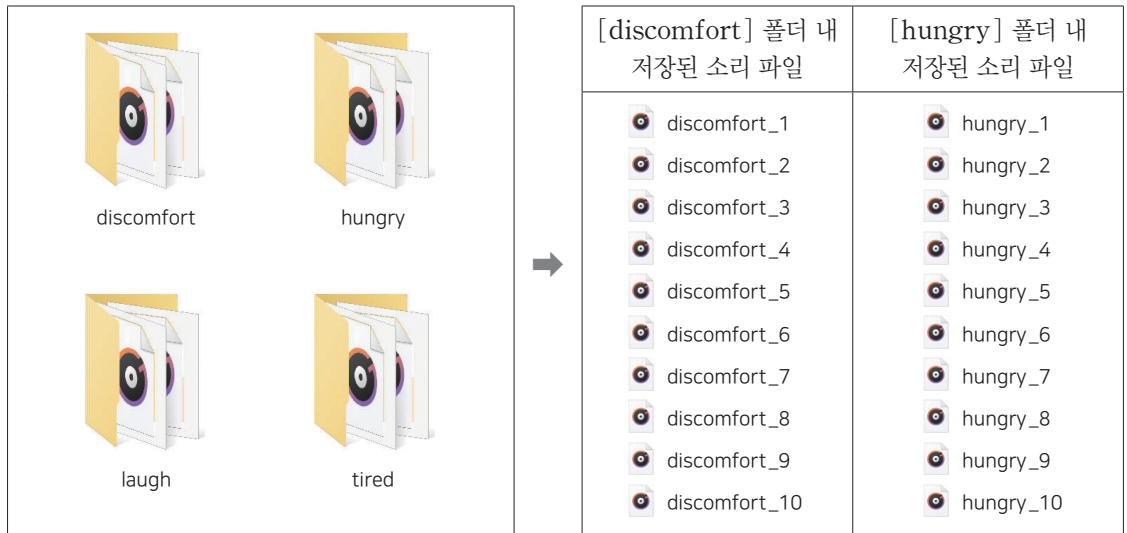 discomfort
hungry
laugh
tired
[discomfort] 폴더 내
저장된 소리 파일
[hungry] 폴더 내
저장된 소리 파일
discomfort_1
discomfort_2
discomfort_3
discomfort_4
discomfort_5
discomfort_6
discomfort_7
discomfort_8
discomfort_9
discomfort_10
hungry_1
hungry_2
hungry_3
hungry_4
hungry_5
hungry_6
hungry_7
hungry_8
hungry_9
hungry_10